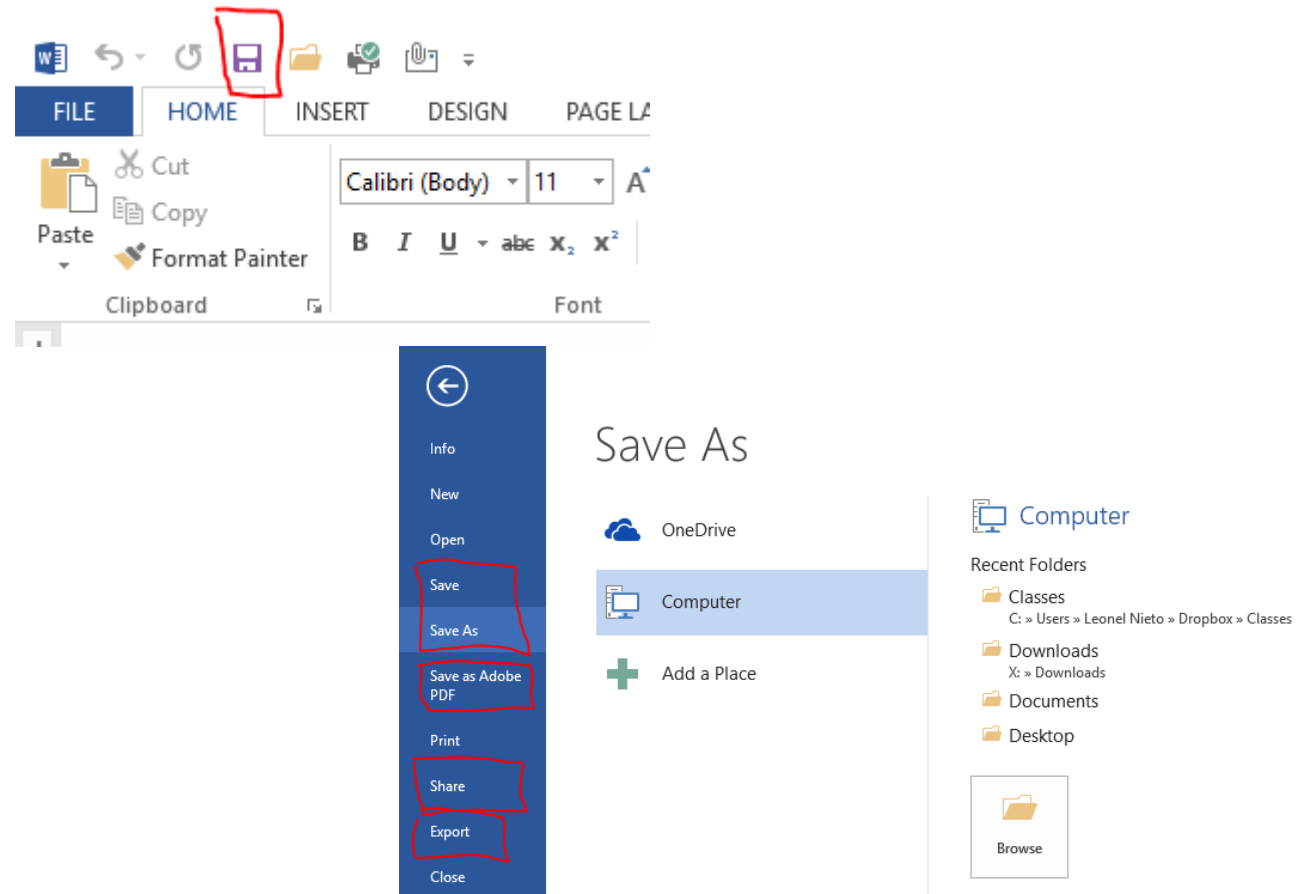 FILE HOME INSERT DESIGN PAGE LA
Cut
Calibri (Body) 11 A
Copy
Paste
B I U abc X₂ X²
Format Painter
Clipboard Font
Save As
Info
New
Open
Save
Save As
Save as Adobe
PDF
Print
Share
Export
Close
OneDrive
Computer
Add a Place
Computer
Recent Folders
Classes
C: » Users » Leonel Nieto » Dropbox » Classes
Downloads
X: » Downloads
Documents
Desktop
Browse